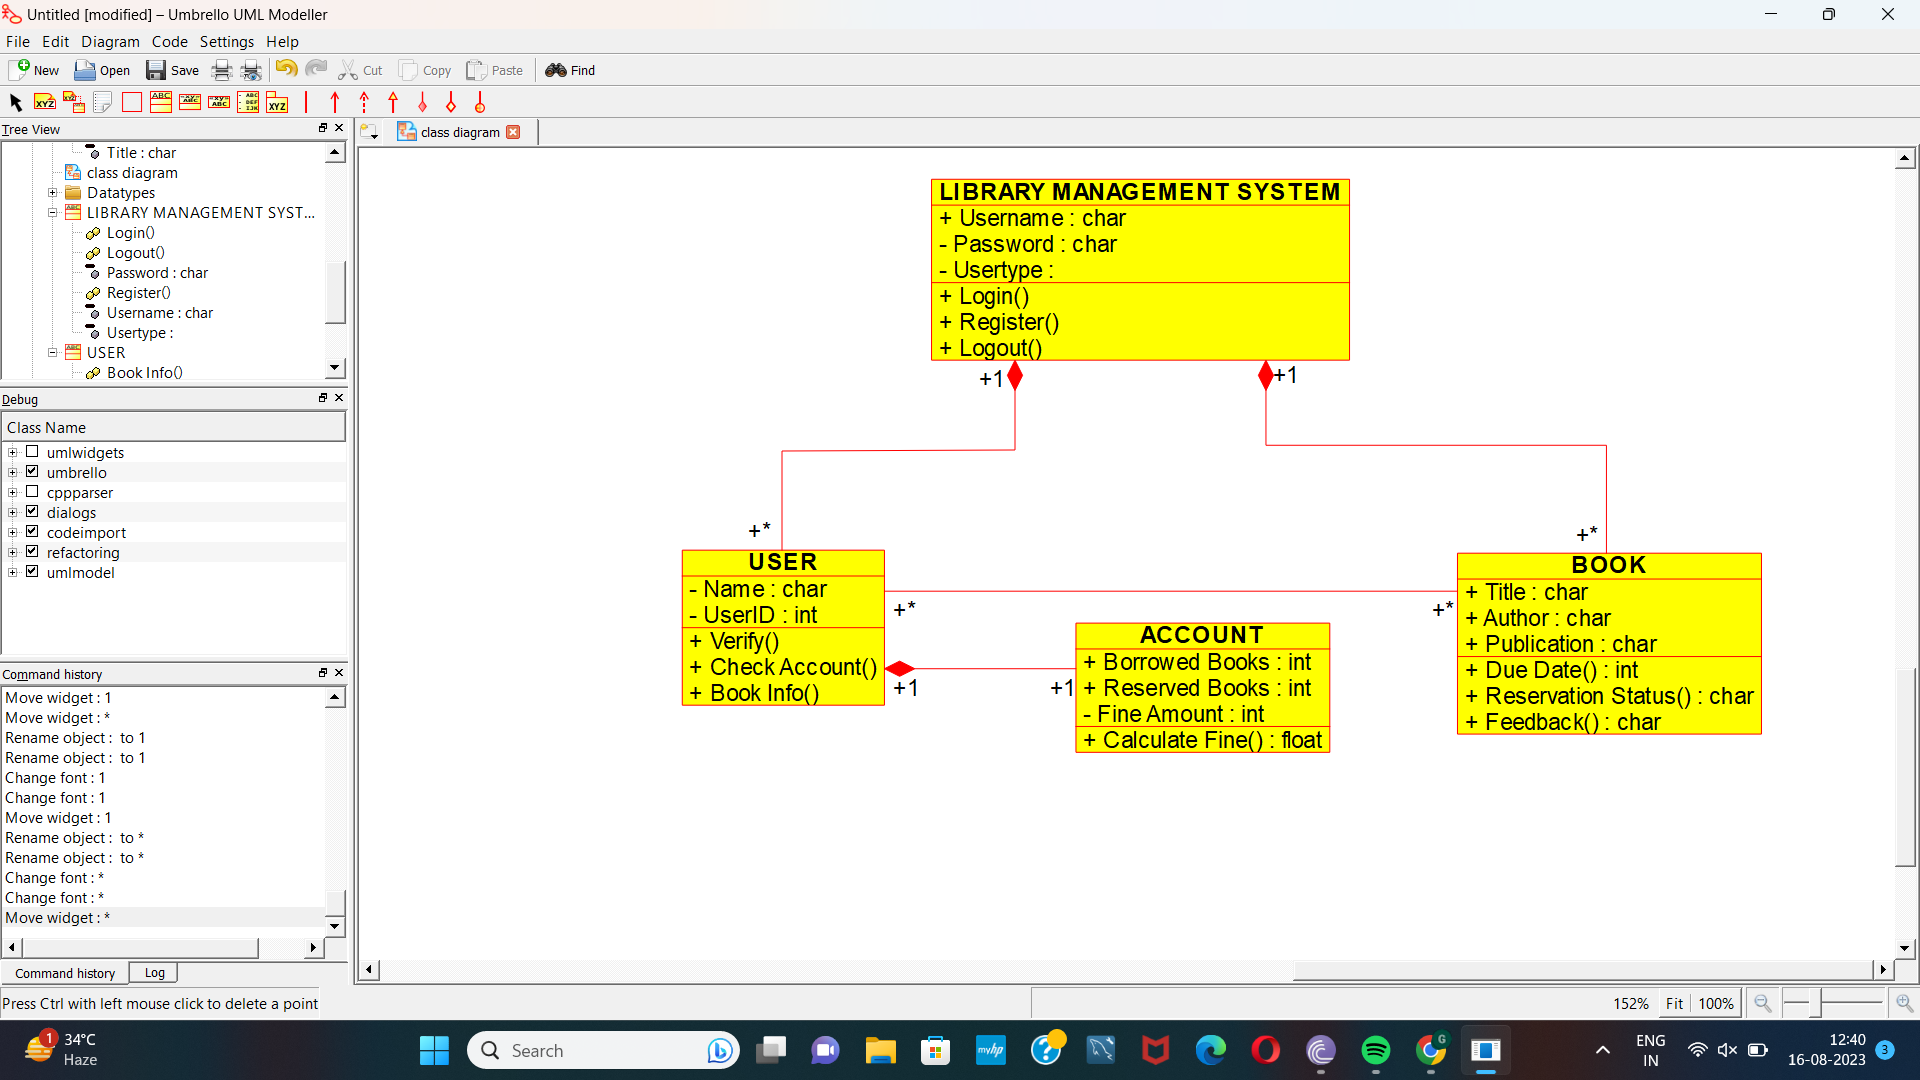 Untitled [modified] – Umbrello UML Modeller
File Edit Diagram Code Settings Help
New Open Save Cut Copy Paste Find
Tree View
class diagram
Title : char
class diagram
Datatypes
LIBRARY MANAGEMENT SYST...
Login()
Logout()
Password : char
Register()
Username : char
Usertype :
USER
Book Info()
Debug
Class Name
umlwidgets
umbrello
cppparser
dialogs
codeimport
refactoring
umlmodel
Command history
Move widget : 1
Move widget : *
Rename object :  to 1
Rename object :  to 1
Change font : 1
Change font : 1
Move widget : 1
Rename object :  to *
Rename object :  to *
Change font : *
Change font : *
Move widget : *
Command history Log
LIBRARY MANAGEMENT SYSTEM
+ Username : char
- Password : char
- Usertype :
+ Login()
+ Register()
+ Logout()
+1
+1
+*
+*
USER
- Name : char
- UserID : int
+ Verify()
+ Check Account()
+ Book Info()
+*
+*
+1
+1
ACCOUNT
+ Borrowed Books : int
+ Reserved Books : int
- Fine Amount : int
+ Calculate Fine() : float
BOOK
+ Title : char
+ Author : char
+ Publication : char
+ Due Date() : int
+ Reservation Status() : char
+ Feedback() : char
Press Ctrl with left mouse click to delete a point
152% Fit 100%
1
34°C
Haze
Search
myhp
G
ENG
IN
12:40
16-08-2023
3